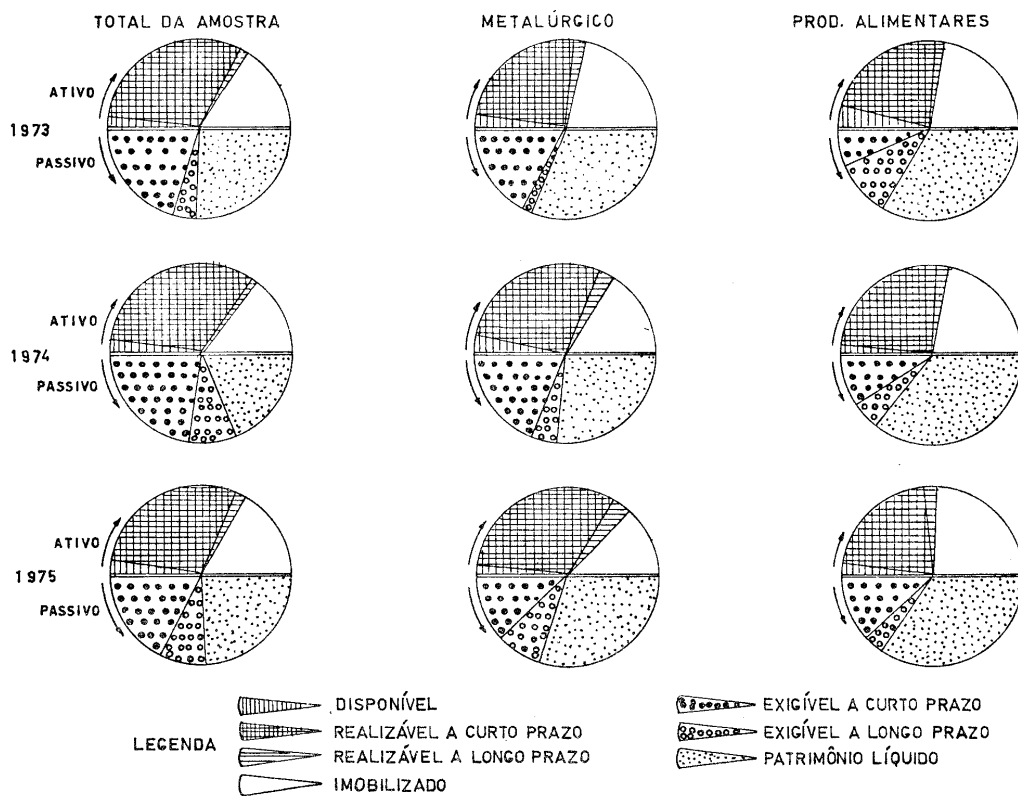 TOTAL DA AMOSTRA
METALÚRGICO
PROD. ALIMENTARES
ATIVO
1973
PASSIVO
ATIVO
1974
PASSIVO
ATIVO
1975
PASSIVO
LEGENDA
DISPONÍVEL
REALIZÁVEL A CURTO PRAZO
REALIZÁVEL A LONGO PRAZO
IMOBILIZADO
EXIGÍVEL A CURTO PRAZO
EXIGÍVEL A LONGO PRAZO
PATRIMÔNIO LÍQUIDO